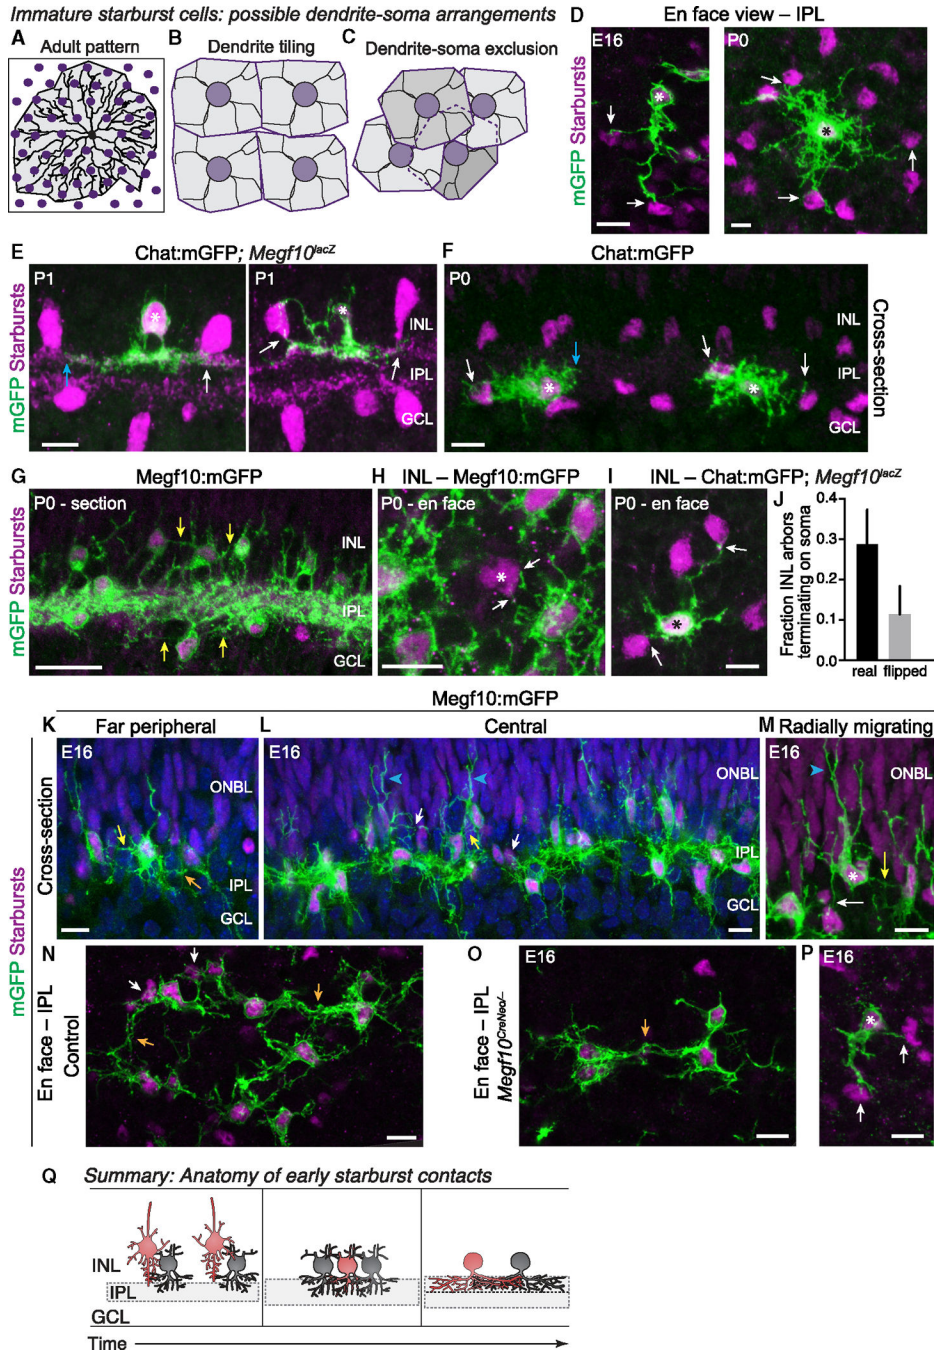 Immature starburst cells: possible dendrite-soma arrangements
A Adult pattern
B Dendrite tiling
C Dendrite-soma exclusion
D En face view – IPL
E16
P0
mGFP Starbursts
E Chat:mGFP; Megf10lacZ
P1
P1
INL
IPL
GCL
mGFP Starbursts
F Chat:mGFP
P0
INL
IPL
GCL
Cross-section
G Megf10:mGFP
P0 - section
INL
IPL
GCL
mGFP Starbursts
H INL – Megf10:mGFP
P0 - en face
I INL – Chat:mGFP; Megf10lacZ
P0 - en face
J
Fraction INL arbors
terminating on soma
0.4
0.3
0.2
0.1
0.0
real flipped
Megf10:mGFP
K Far peripheral
E16
ONBL
IPL
GCL
L Central
E16
ONBL
IPL
GCL
M Radially migrating
E16
ONBL
Cross-section
mGFP Starbursts
N
En face – IPL
Control
O
E16
En face – IPL
Megf10CreNeo/–
P
E16
Q Summary: Anatomy of early starburst contacts
INL
IPL
GCL
Time